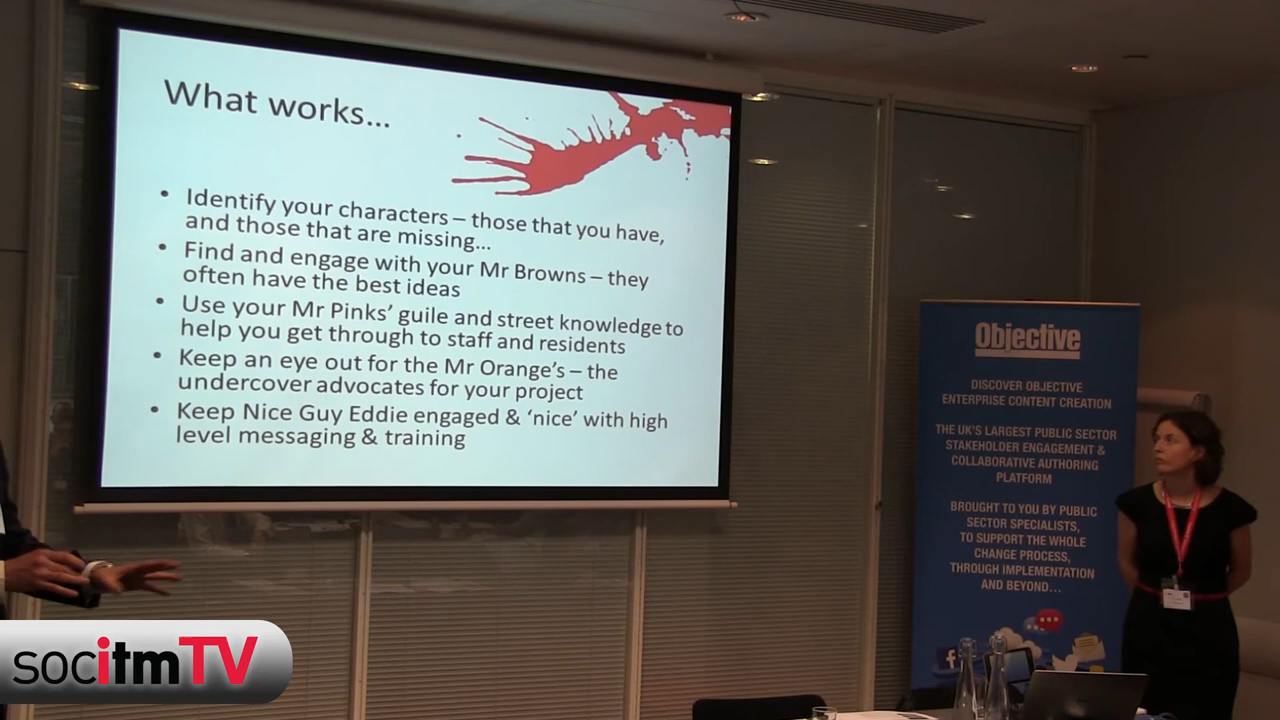 What works...
• Identify your characters – those that you have,
and those that are missing...
• Find and engage with your Mr Browns – they
often have the best ideas
• Use your Mr Pinks' guile and street knowledge to
help you get through to staff and residents
• Keep an eye out for the Mr Orange's – the
undercover advocates for your project
• Keep Nice Guy Eddie engaged & 'nice' with high
level messaging & training
Objective
DISCOVER OBJECTIVE
ENTERPRISE CONTENT CREATION
THE UK'S LARGEST PUBLIC SECTOR
STAKEHOLDER ENGAGEMENT &
COLLABORATIVE AUTHORING
PLATFORM
BROUGHT TO YOU BY PUBLIC
SECTOR SPECIALISTS,
TO SUPPORT THE WHOLE
CHANGE PROCESS,
THROUGH IMPLEMENTATION
AND BEYOND...
f
socitmTV